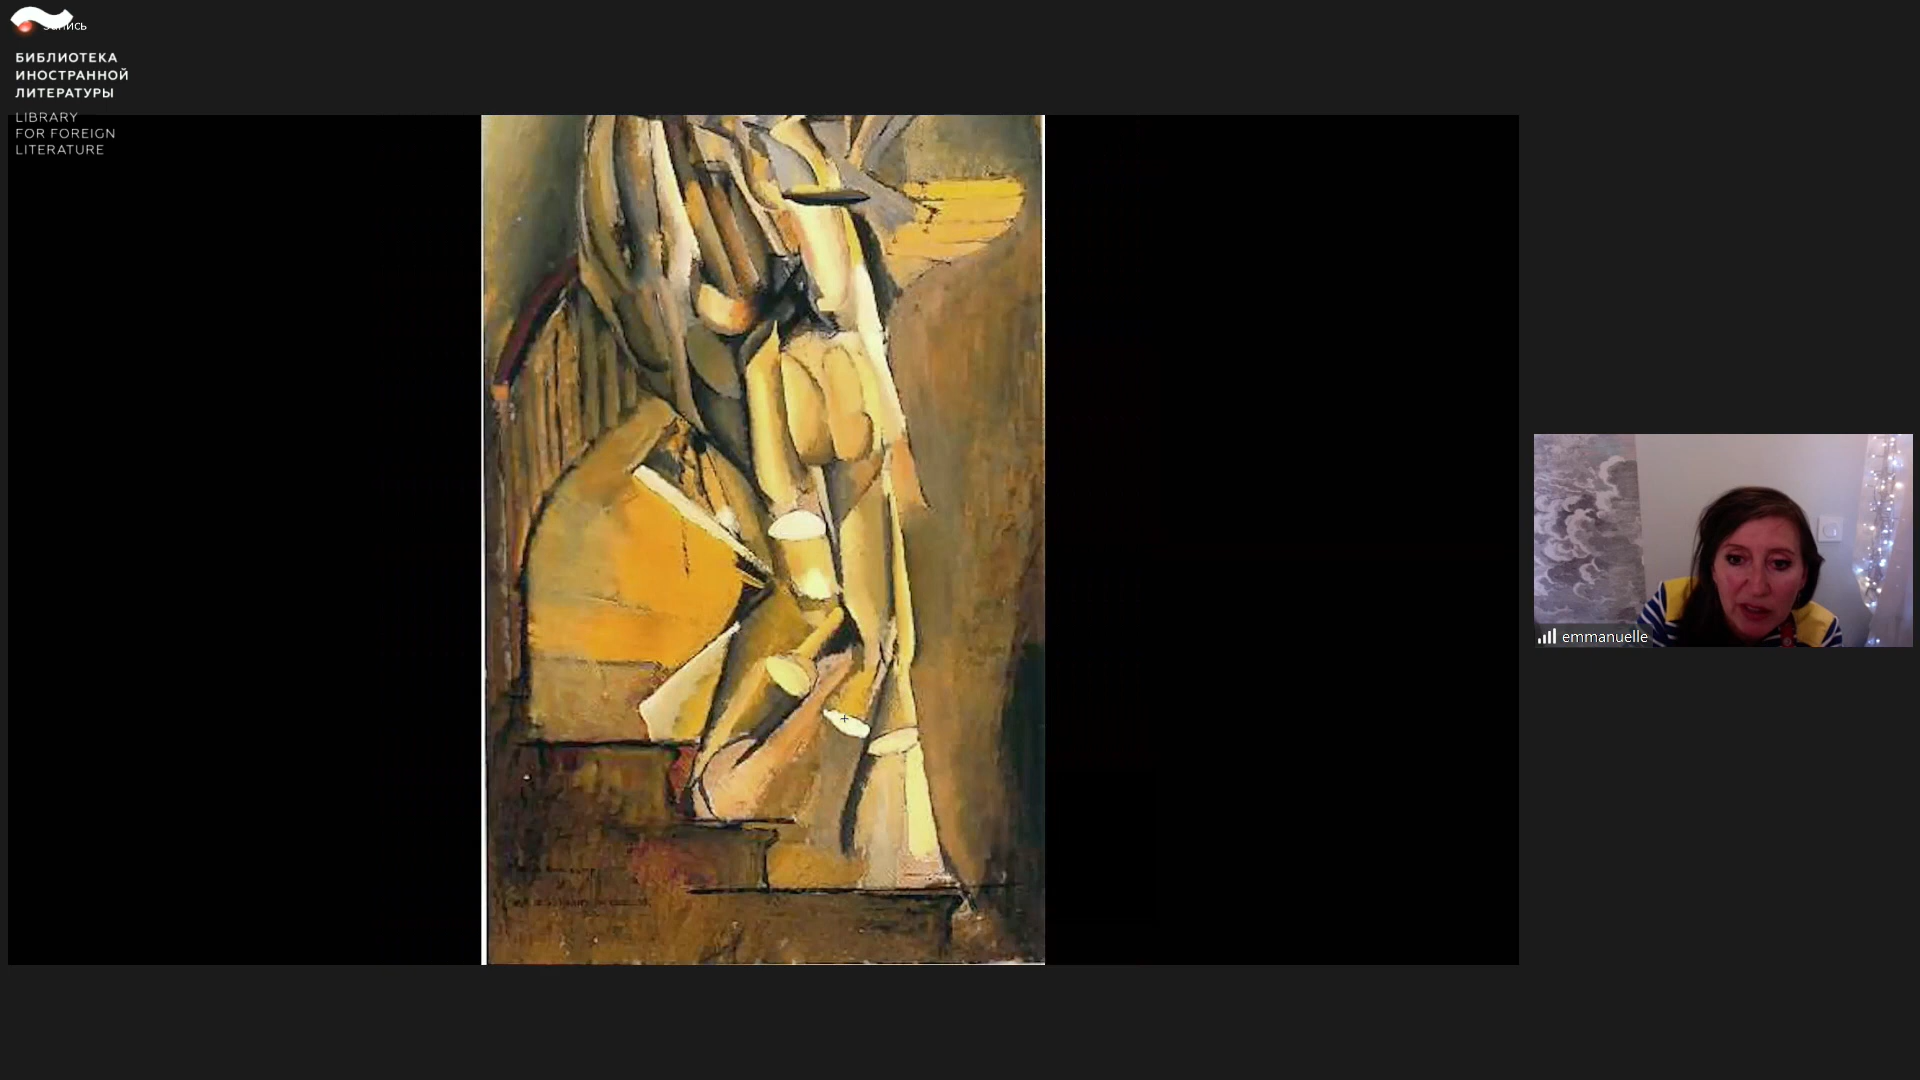 Запись
БИБЛИОТЕКА
ИНОСТРАННОЙ
ЛИТЕРАТУРЫ
LIBRARY
FOR FOREIGN
LITERATURE
emmanuelle